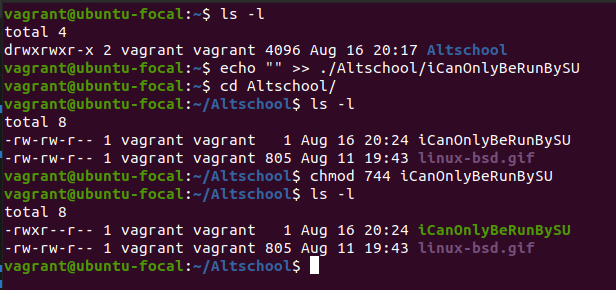 vagrant@ubuntu-focal:~$ ls -l
total 4
drwxrwxr-x 2 vagrant vagrant 4096 Aug 16 20:17 Altschool
vagrant@ubuntu-focal:~$ echo "" >> ./Altschool/iCanOnlyBeRunBySU
vagrant@ubuntu-focal:~$ cd Altschool/
vagrant@ubuntu-focal:~/Altschool$ ls -l
total 8
-rw-rw-r-- 1 vagrant vagrant   1 Aug 16 20:24 iCanOnlyBeRunBySU
-rw-rw-r-- 1 vagrant vagrant 805 Aug 11 19:43 linux-bsd.gif
vagrant@ubuntu-focal:~/Altschool$ chmod 744 iCanOnlyBeRunBySU
vagrant@ubuntu-focal:~/Altschool$ ls -l
total 8
-rwxr--r-- 1 vagrant vagrant   1 Aug 16 20:24 iCanOnlyBeRunBySU
-rw-rw-r-- 1 vagrant vagrant 805 Aug 11 19:43 linux-bsd.gif
vagrant@ubuntu-focal:~/Altschool$